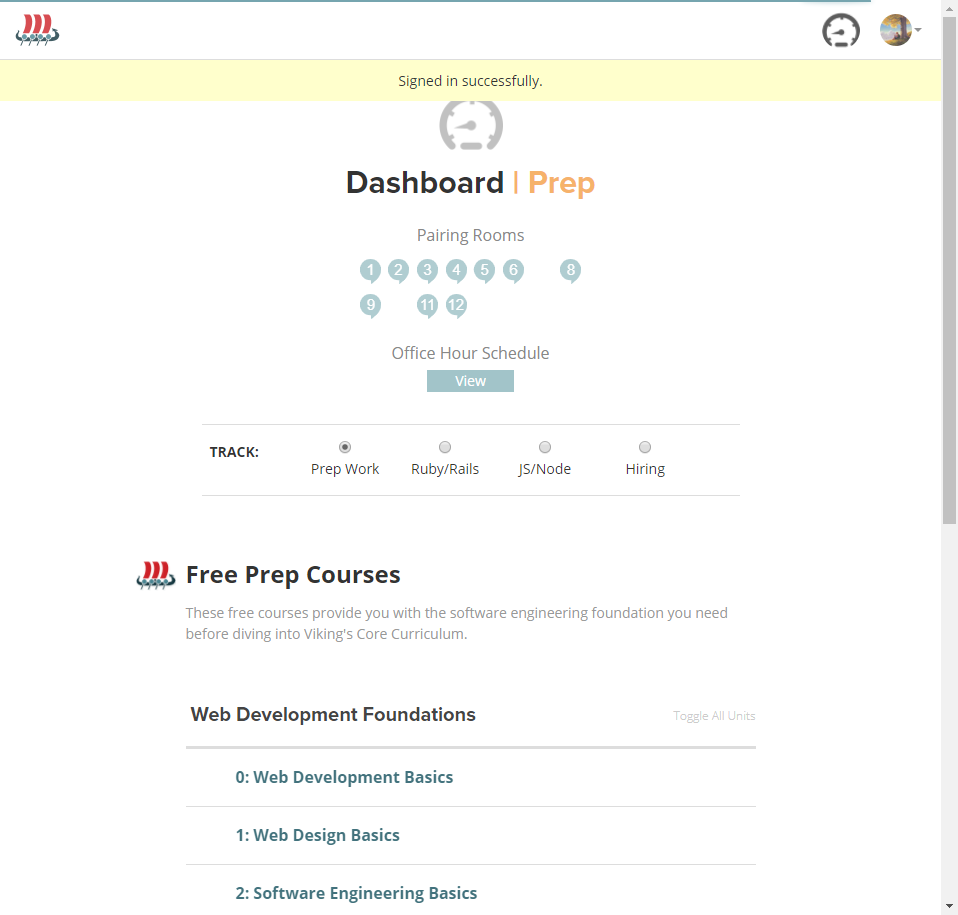 Signed in successfully.
Dashboard | Prep
Pairing Rooms
1 2 3 4 5 6 8
9 11 12
Office Hour Schedule
View
TRACK:
Prep Work Ruby/Rails JS/Node Hiring
Free Prep Courses
These free courses provide you with the software engineering foundation you need
before diving into Viking's Core Curriculum.
Web Development Foundations Toggle All Units
0: Web Development Basics
1: Web Design Basics
2: Software Engineering Basics